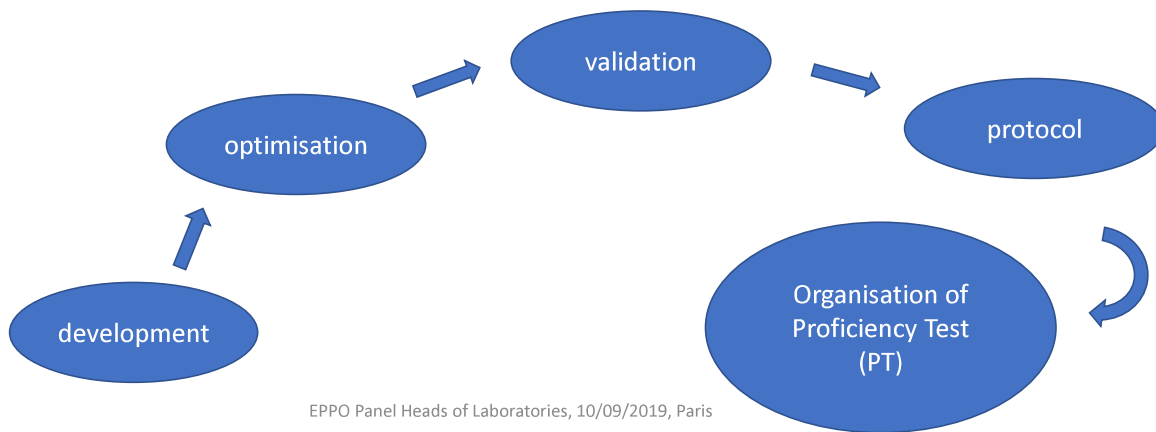 development
optimisation
validation
protocol
Organisation of
Proficiency Test
(PT)
EPPO Panel Heads of Laboratories, 10/09/2019, Paris